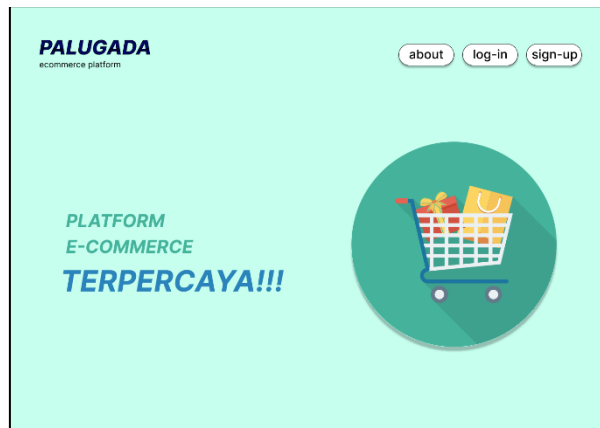 PALUGADA
ecommerce platform
about
log-in
sign-up
PLATFORM
E-COMMERCE
TERPERCAYA!!!